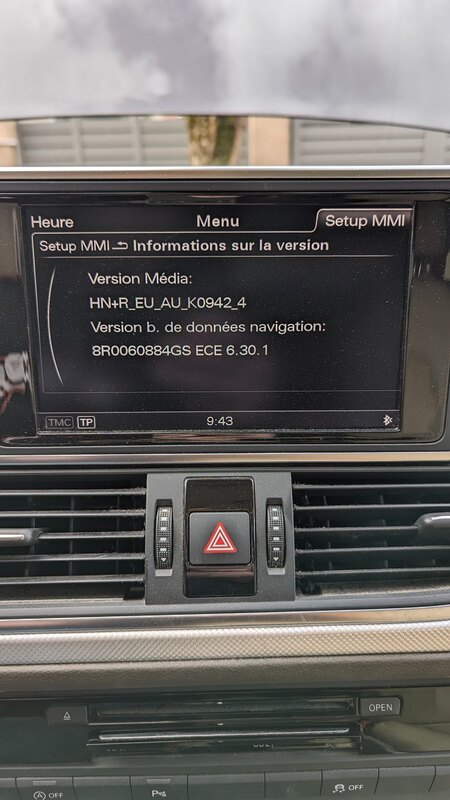 Heure Menu Setup MMI
Setup MMI Informations sur la version
Version Média:
HN+R_EU_AU_K0942_4
Version b. de données navigation:
8R0060884GS ECE 6.30.1
TMC TP 9:43
OPEN
OFF OFF